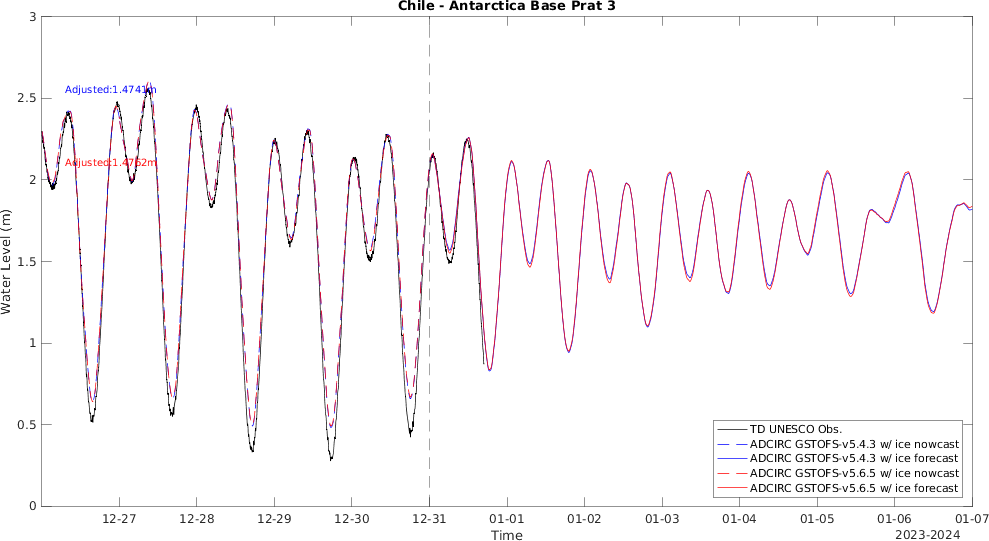 Chile - Antarctica Base Prat 3
3
2.5
2
1.5
1
0.5
0
Water Level (m)
Adjusted:1.4741m
Adjusted:1.4762m
TD UNESCO Obs.
ADCIRC GSTOFS-v5.4.3 w/ ice nowcast
ADCIRC GSTOFS-v5.4.3 w/ ice forecast
ADCIRC GSTOFS-v5.6.5 w/ ice nowcast
ADCIRC GSTOFS-v5.6.5 w/ ice forecast
12-27 12-28 12-29 12-30 12-31 01-01 01-02 01-03 01-04 01-05 01-06 01-07
Time
2023-2024